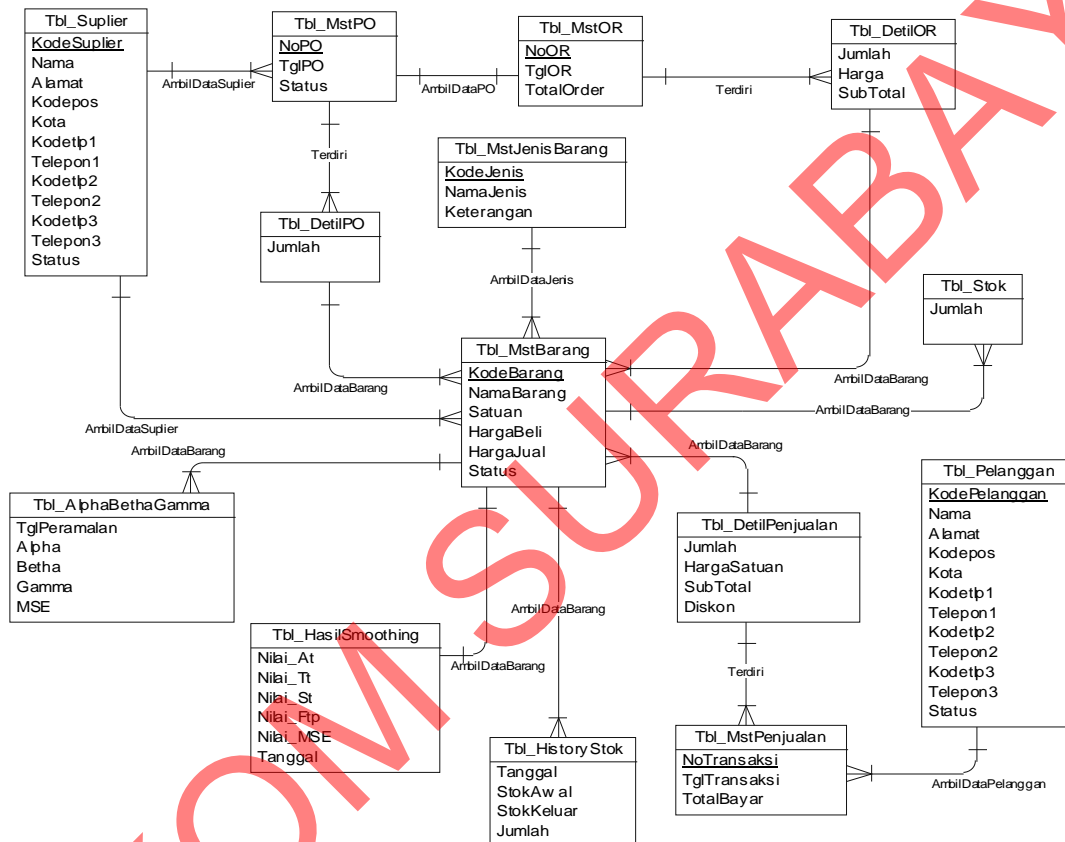 Tbl_Suplier
KodeSuplier
Nama
Alamat
Kodepos
Kota
Kodetlp1
Telepon1
Kodetlp2
Telepon2
Kodetlp3
Telepon3
Status
AmbilDataSuplier
Tbl_MstPO
NoPO
TglPO
Status
AmbilDataPO
Tbl_MstOR
NoOR
TglOR
TotalOrder
Terdiri
Tbl_DetilOR
Jumlah
Harga
SubTotal
Terdiri
Tbl_DetilPO
Jumlah
Tbl_MstJenisBarang
KodeJenis
NamaJenis
Keterangan
AmbilDataJenis
Tbl_Stok
Jumlah
Tbl_MstBarang
KodeBarang
NamaBarang
Satuan
HargaBeli
HargaJual
Status
AmbilDataBarang
AmbilDataBarang
AmbilDataBarang
AmbilDataSuplier
AmbilDataBarang
AmbilDataBarang
Tbl_AlphaBethaGamma
TglPeramalan
Alpha
Betha
Gamma
MSE
Tbl_DetilPenjualan
Jumlah
HargaSatuan
SubTotal
Diskon
Tbl_Pelanggan
KodePelanggan
Nama
Alamat
Kodepos
Kota
Kodetlp1
Telepon1
Kodetlp2
Telepon2
Kodetlp3
Telepon3
Status
AmbilDataBarang
Tbl_HasilSmoothing
Nilai_At
Nilai_Tt
Nilai_St
Nilai_Ftp
Nilai_MSE
Tanggal
AmbilDataBarang
Terdiri
Tbl_HistoryStok
Tanggal
StokAwal
StokKeluar
Jumlah
Tbl_MstPenjualan
NoTransaksi
TglTransaksi
TotalBayar
AmbilDataPelanggan
OM SURABAY